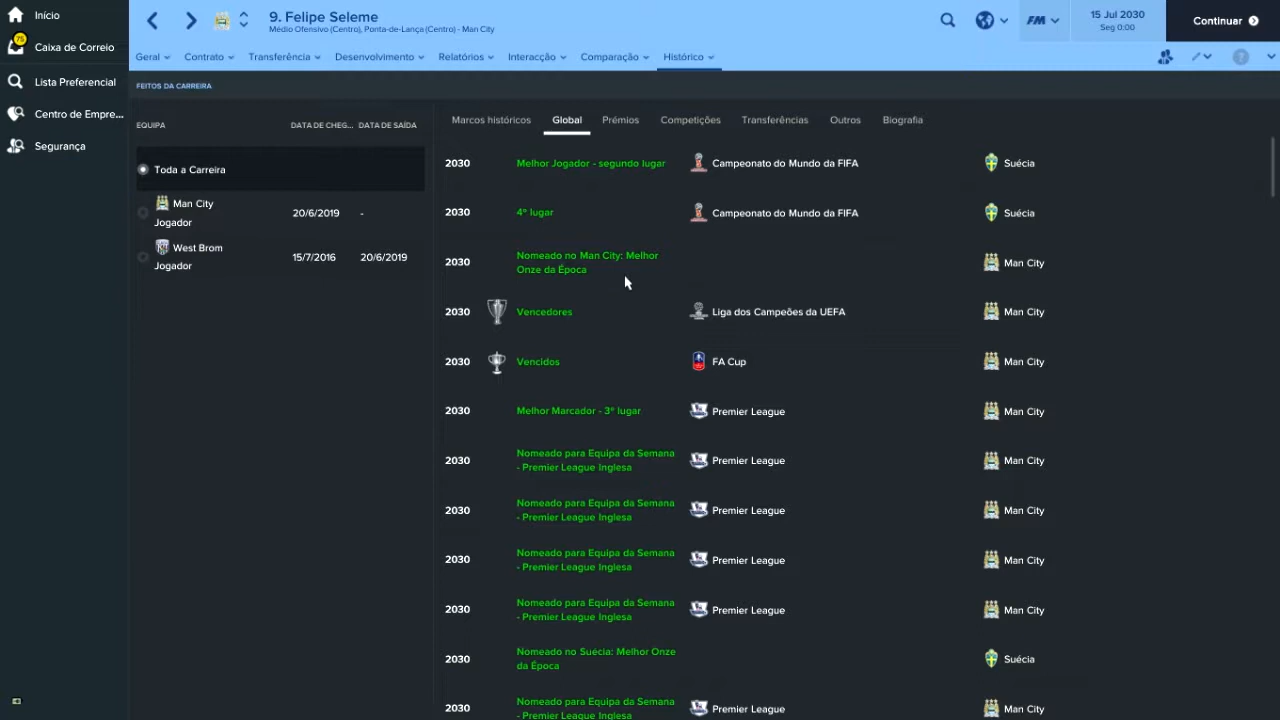 Início
75
Caixa de Correio
Lista Preferencial
Centro de Empre...
Segurança
9. Felipe Seleme
Médio Ofensivo (Centro), Ponta-de-Lança (Centro) - Man City
FM
15 Jul 2030
Seg 0:00
Continuar
Geral
Contrato
Transferência
Desenvolvimento
Relatórios
Interacção
Comparação
Histórico
?
FEITOS DA CARREIRA
EQUIPA
DATA DE CHEG...
DATA DE SAÍDA
Toda a Carreira
Man City
Jogador
20/6/2019
-
West Brom
Jogador
15/7/2016
20/6/2019
Marcos históricos
Global
Prémios
Competições
Transferências
Outros
Biografia
2030 Melhor Jogador - segundo lugar Campeonato do Mundo da FIFA Suécia
2030 4º lugar Campeonato do Mundo da FIFA Suécia
2030 Nomeado no Man City: Melhor
Onze da Época Man City
2030 Vencedores Liga dos Campeões da UEFA Man City
2030 Vencidos FA Cup Man City
2030 Melhor Marcador - 3º lugar Premier League Man City
2030 Nomeado para Equipa da Semana
- Premier League Inglesa Premier League Man City
2030 Nomeado para Equipa da Semana
- Premier League Inglesa Premier League Man City
2030 Nomeado para Equipa da Semana
- Premier League Inglesa Premier League Man City
2030 Nomeado para Equipa da Semana
- Premier League Inglesa Premier League Man City
2030 Nomeado no Suécia: Melhor Onze
da Época Suécia
2030 Nomeado para Equipa da Semana
- Premier League Inglesa Premier League Man City